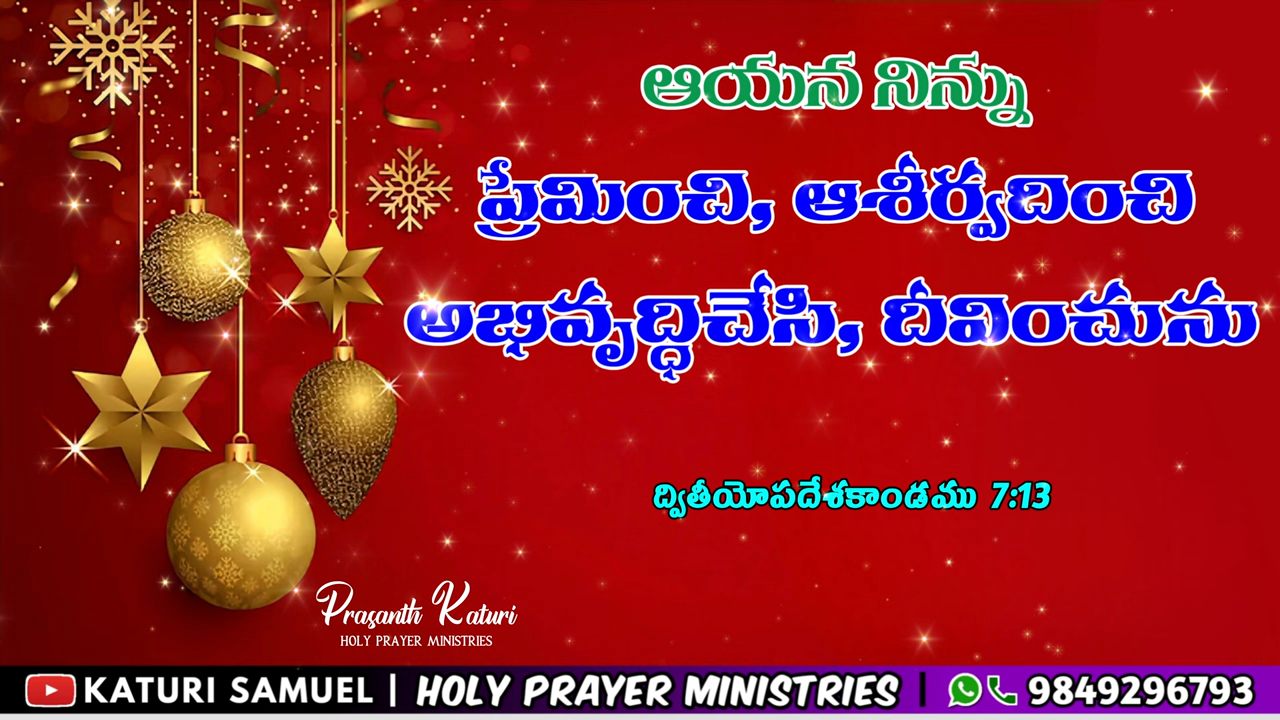 ఆయన నిన్ను
ప్రేమించి, ఆశీర్వదించి
అభివృద్ధిచేసి, దీవించును
ద్వితీయోపదేశకాండము 7:13
Prasanth Katuri
HOLY PRAYER MINISTRIES
KATURI SAMUEL | HOLY PRAYER MINISTRIES | 9849296793